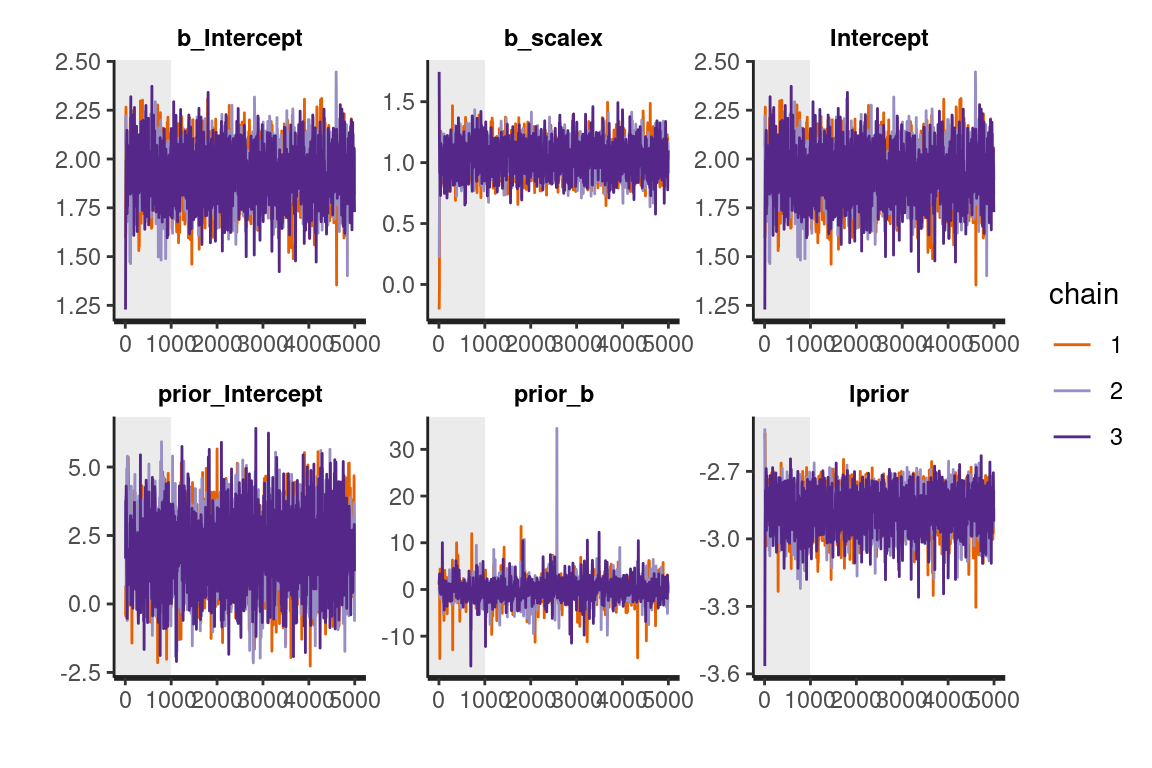 b_Intercept b_scalex Intercept
2.50 2.25 2.00 1.75 1.50 1.25
1.5 1.0 0.5 0.0
2.50 2.25 2.00 1.75 1.50 1.25
0 1000 2000 3000 4000 5000 0 1000 2000 3000 4000 5000 0 1000 2000 3000 4000 5000
prior_Intercept prior_b lprior
5.0 2.5 0.0 -2.5
30 20 10 0 -10
-2.7 -3.0 -3.3 -3.6
0 1000 2000 3000 4000 5000 0 1000 2000 3000 4000 5000 0 1000 2000 3000 4000 5000
chain
1
2
3